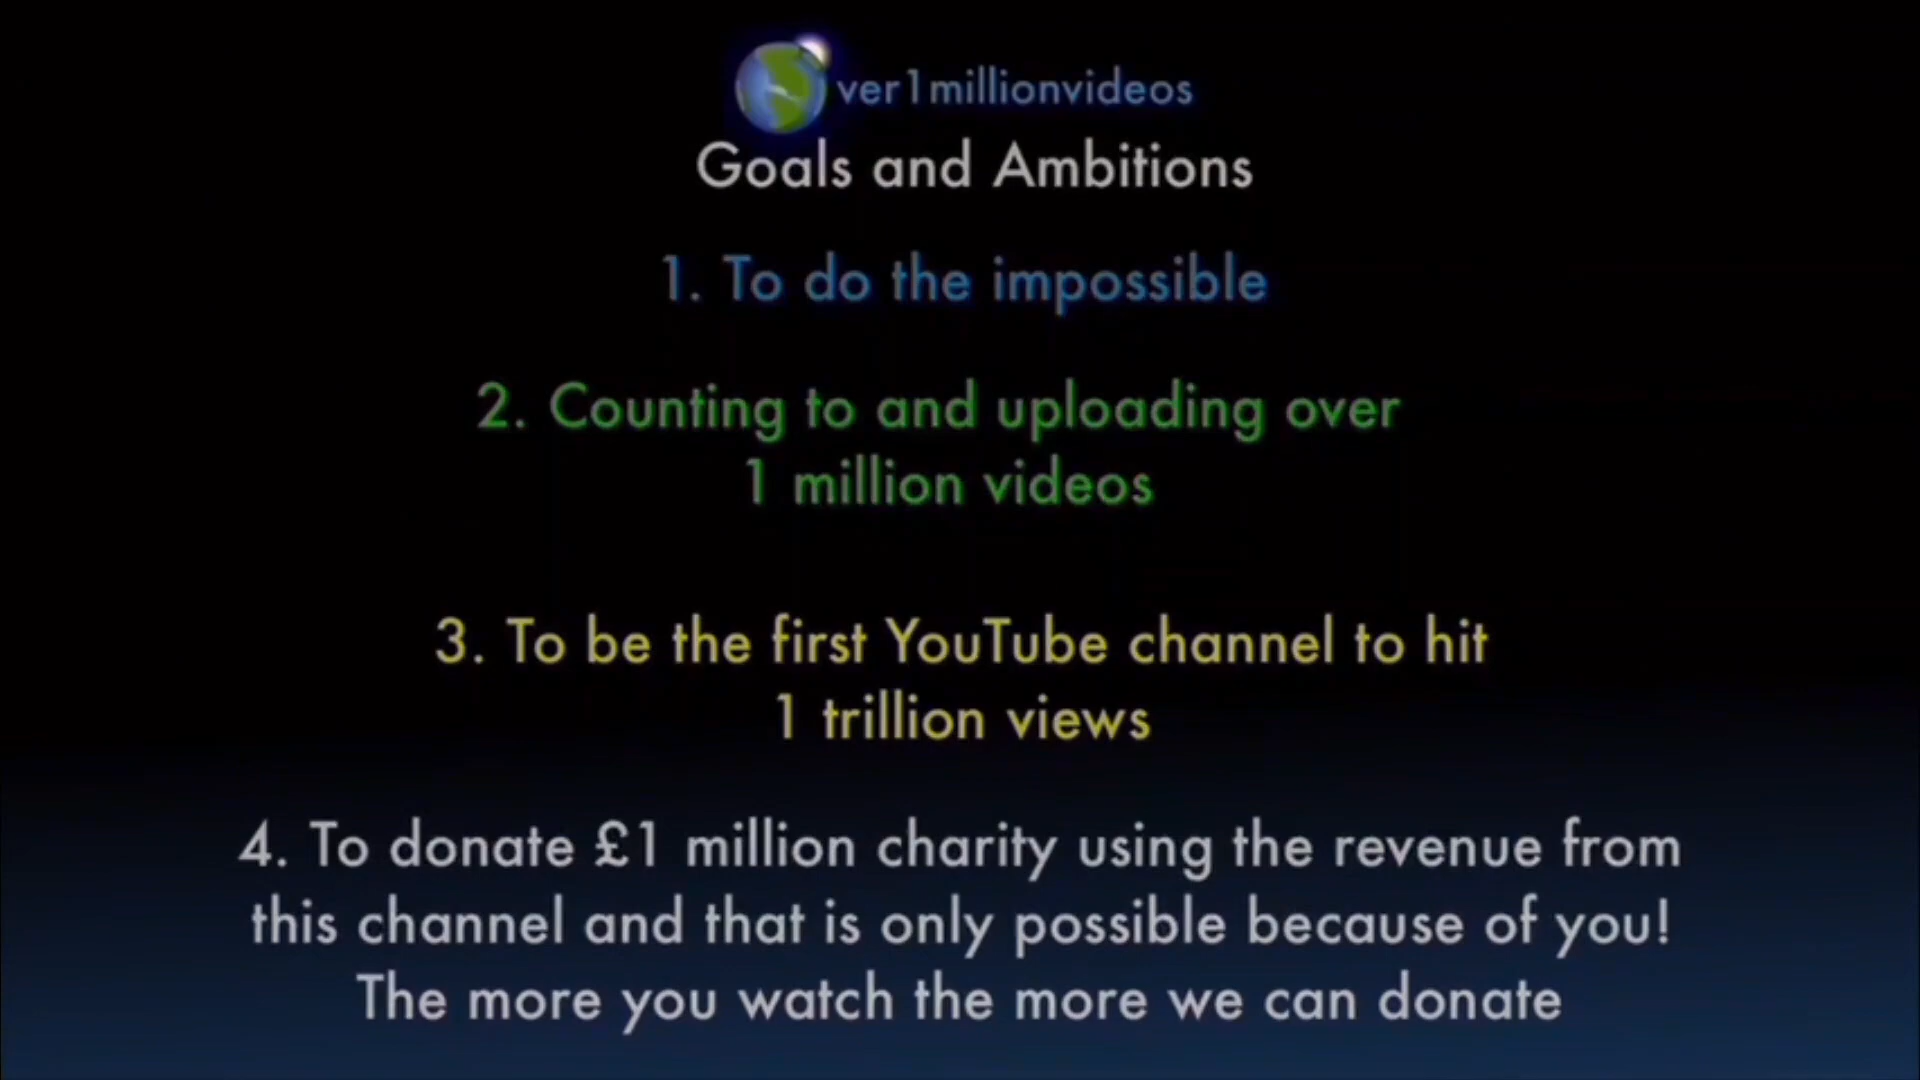 ver1millionvideos
Goals and Ambitions
1. To do the impossible
2. Counting to and uploading over
1 million videos
3. To be the first YouTube channel to hit
1 trillion views
4. To donate £1 million charity using the revenue from
this channel and that is only possible because of you!
The more you watch the more we can donate